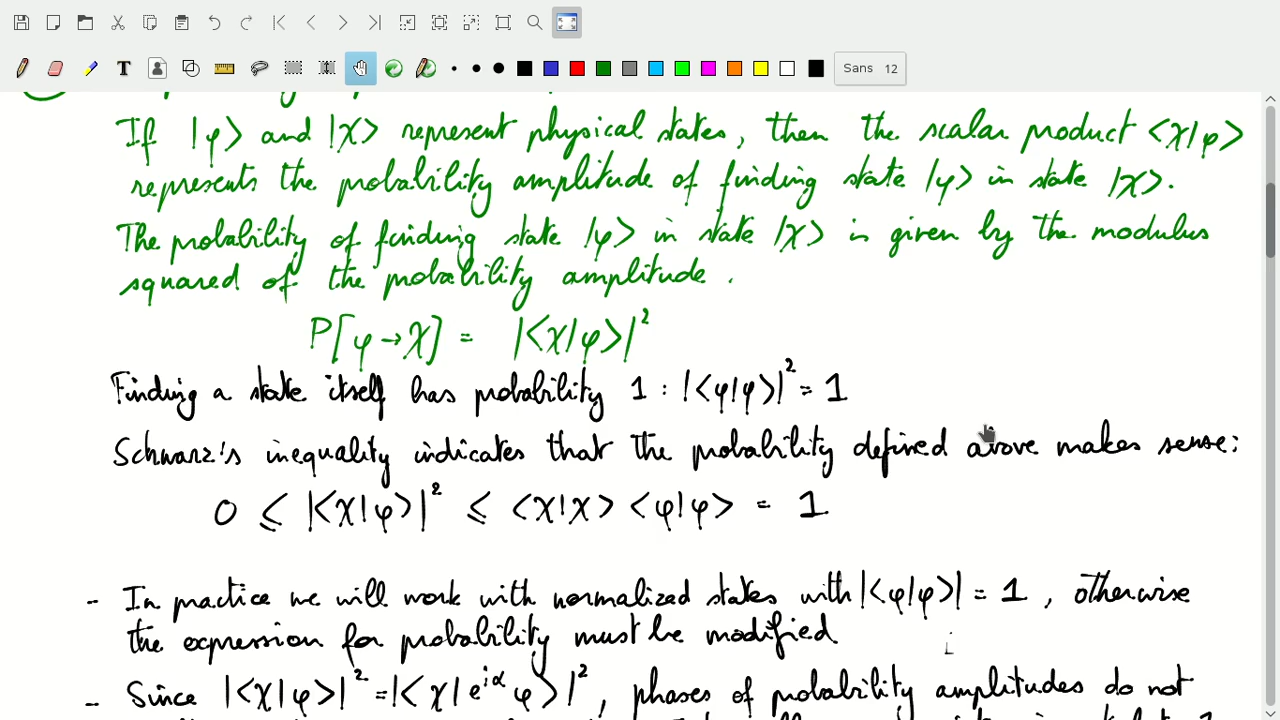 Sans 12
If |φ> and |χ> represent physical states, then the scalar product <χ|φ>
represents the probability amplitude of finding state |φ> in state |χ>.
The probability of finding state |φ> in state |χ> is given by the modulus
squared of the probability amplitude.
P[φ→χ] = |<χ|φ>|²
Finding a state itself has probability 1 : |<φ|φ>|² = 1
Schwarz's inequality indicates that the probability defined above makes sense:
0 ≤ |<χ|φ>|² ≤ <χ|χ> <φ|φ> = 1
- In practice we will work with normalized states with |<φ|φ>| = 1, otherwise
the expression for probability must be modified
- Since |<χ|φ>|² = |<χ|e^{iα} φ>|², phases of probability amplitudes do not